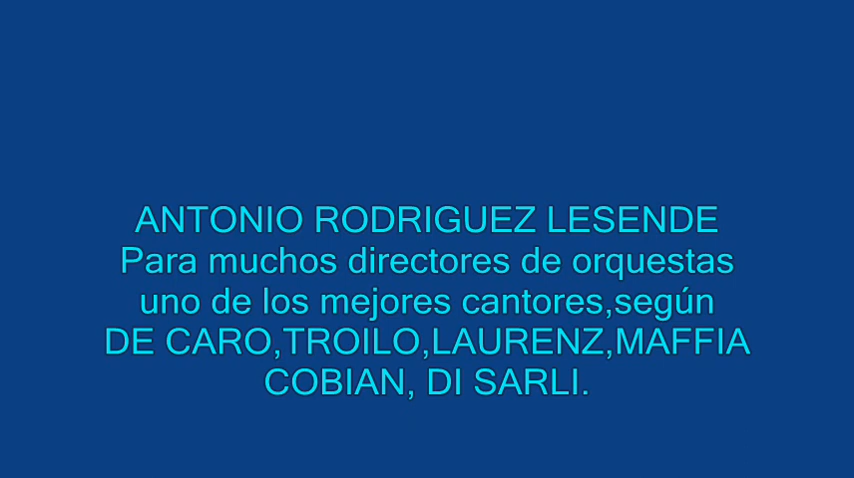 ANTONIO RODRIGUEZ LESENDE
Para muchos directores de orquestas
uno de los mejores cantores,según
DE CARO,TROILO,LAURENZ,MAFFIA
COBIAN, DI SARLI.